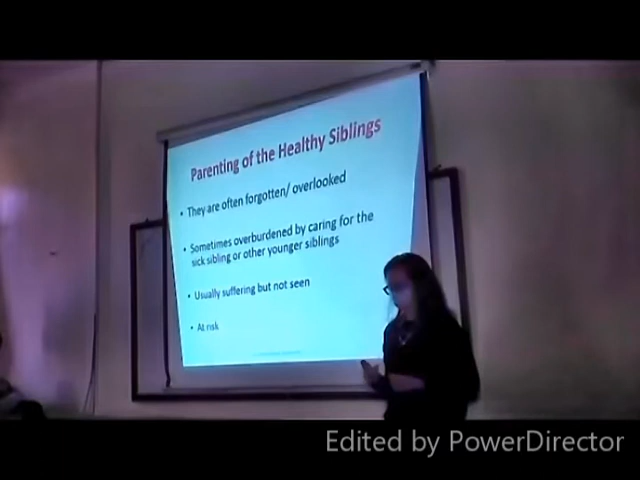 Parenting of the Healthy Siblings
• They are often forgotten/ overlooked
• Sometimes overburdened by caring for the
sick sibling or other younger siblings
• Usually suffering but not seen
• At risk
Edited by PowerDirector